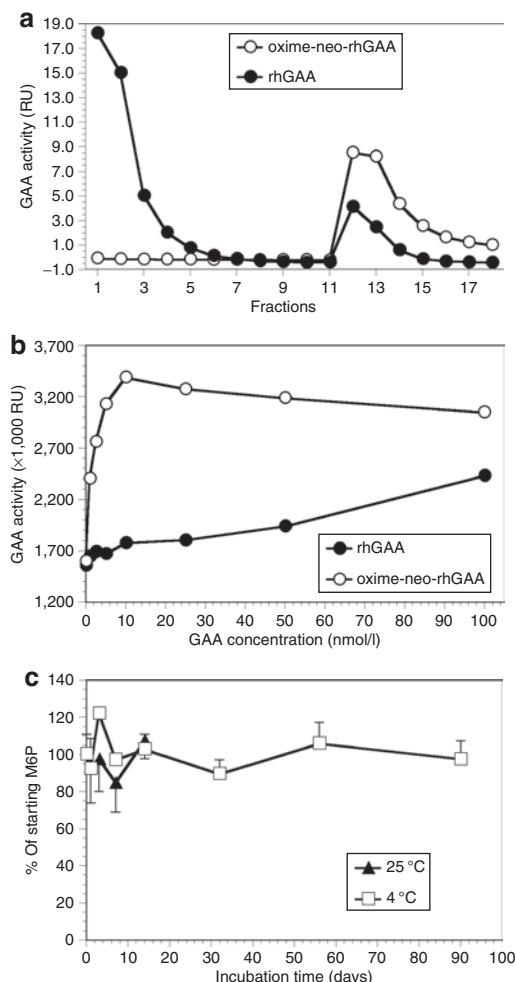 a
19.0
17.0
15.0
13.0
11.0
9.0
7.0
5.0
3.0
1.0
–1.0
GAA activity (RU)
oxime-neo-rhGAA
rhGAA
1 3 5 7 9 11 13 15 17
Fractions
b
3,700
3,200
2,700
2,200
1,700
1,200
GAA activity (×1,000 RU)
rhGAA
oxime-neo-rhGAA
0 10 20 30 40 50 60 70 80 90 100
GAA concentration (nmol/l)
c
140
120
100
80
60
40
20
0
% Of starting M6P
25 °C
4 °C
0 10 20 30 40 50 60 70 80 90 100
Incubation time (days)